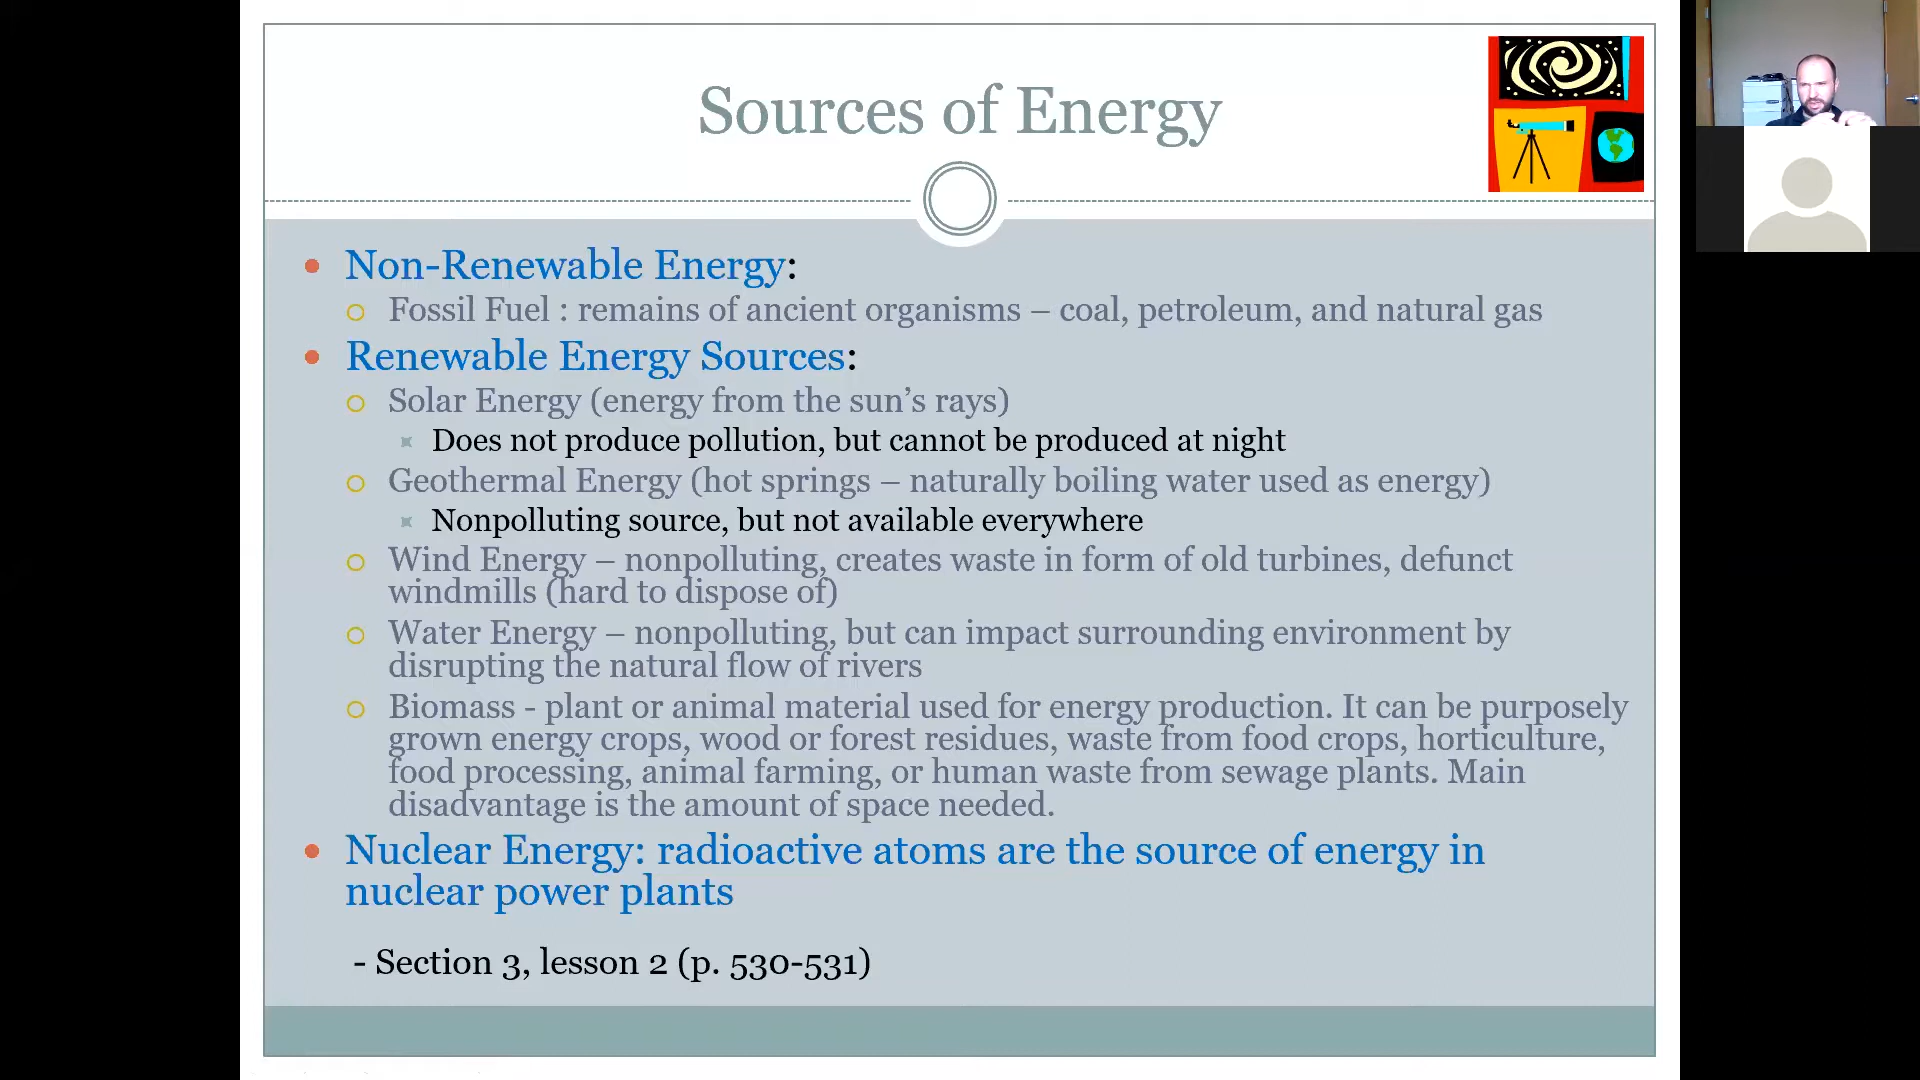 Sources of Energy
Non-Renewable Energy:
Fossil Fuel : remains of ancient organisms – coal, petroleum, and natural gas
Renewable Energy Sources:
Solar Energy (energy from the sun’s rays)
Does not produce pollution, but cannot be produced at night
Geothermal Energy (hot springs – naturally boiling water used as energy)
Nonpolluting source, but not available everywhere
Wind Energy – nonpolluting, creates waste in form of old turbines, defunct
windmills (hard to dispose of)
Water Energy – nonpolluting, but can impact surrounding environment by
disrupting the natural flow of rivers
Biomass - plant or animal material used for energy production. It can be purposely
grown energy crops, wood or forest residues, waste from food crops, horticulture,
food processing, animal farming, or human waste from sewage plants. Main
disadvantage is the amount of space needed.
Nuclear Energy: radioactive atoms are the source of energy in
nuclear power plants
- Section 3, lesson 2 (p. 530-531)